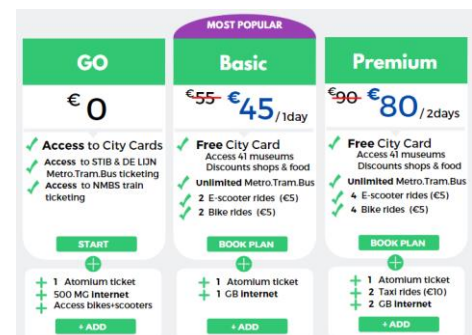 MOST POPULAR
GO
€0
Access to City Cards
Access to STIB & DE LIJN
Metro.Tram.Bus ticketing
Access to NMBS train
ticketing
START
+
1 Atomium ticket
500 MG Internet
Access bikes+scooters
+ ADD
Basic
€55 €45/1day
Free City Card
Access 41 museums
Discounts shops & food
Unlimited Metro.Tram.Bus
2 E-scooter rides (€5)
2 Bike rides (€5)
BOOK PLAN
+
1 Atomium ticket
1 GB Internet
+ ADD
Premium
€90 €80/2days
Free City Card
Access 41 museums
Discounts shops & food
Unlimited Metro.Tram.Bus
4 E-scooter rides (€5)
4 Bike rides (€5)
BOOK PLAN
+
1 Atomium ticket
2 Taxi rides (€10)
2 GB Internet
+ ADD